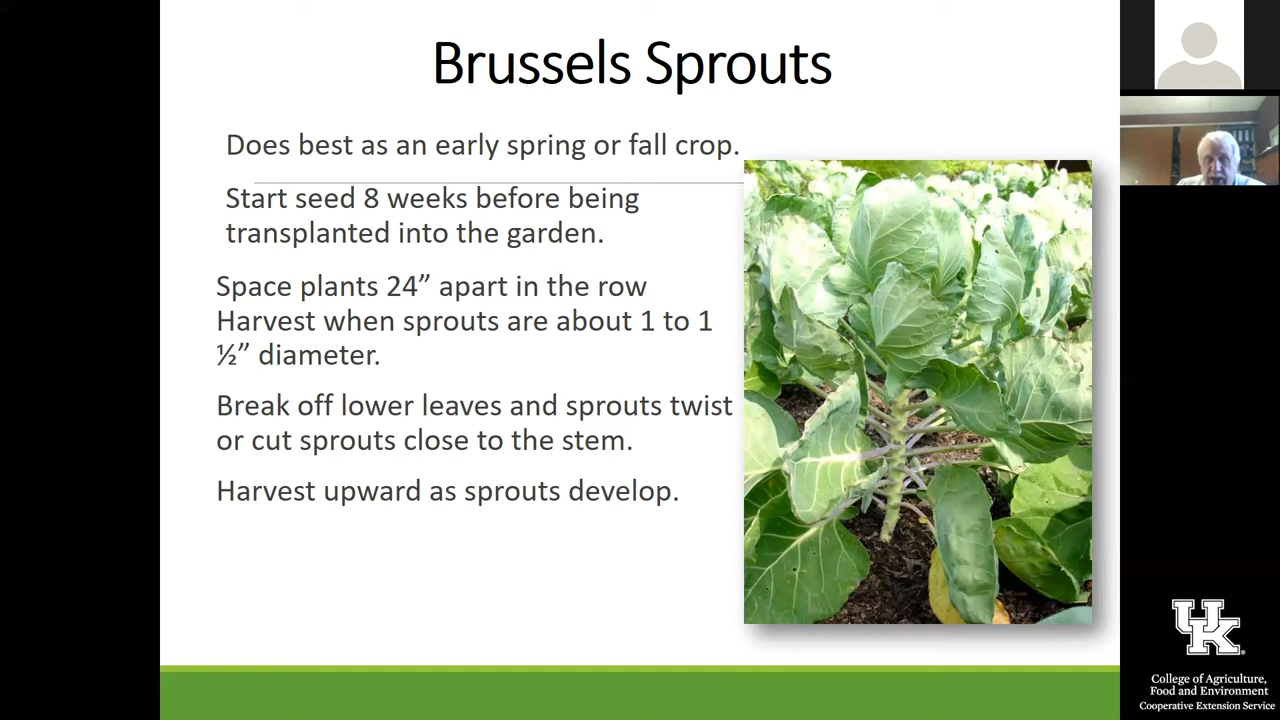 Brussels Sprouts
Does best as an early spring or fall crop.
Start seed 8 weeks before being
transplanted into the garden.
Space plants 24” apart in the row
Harvest when sprouts are about 1 to 1
½” diameter.
Break off lower leaves and sprouts twist
or cut sprouts close to the stem.
Harvest upward as sprouts develop.
UK
College of Agriculture,
Food and Environment
Cooperative Extension Service